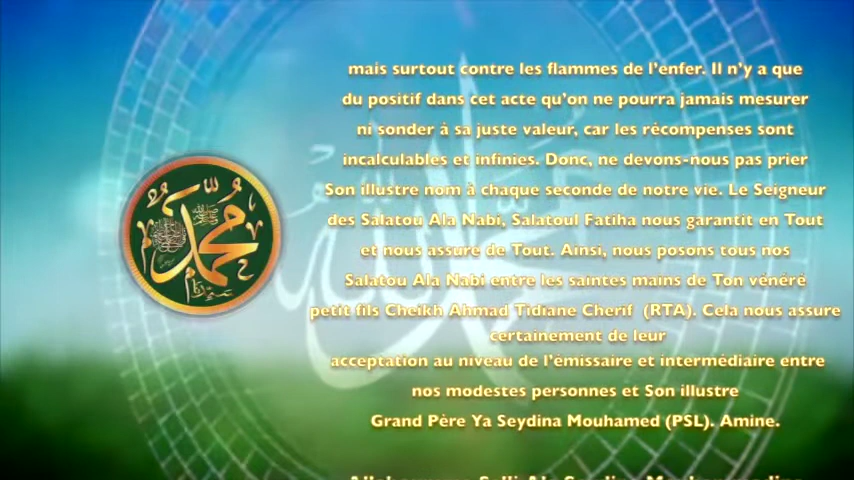 محمد
mais surtout contre les flammes de l'enfer. Il n'y a que
du positif dans cet acte qu'on ne pourra jamais mesurer
ni sonder à sa juste valeur, car les récompenses sont
incalculables et infinies. Donc, ne devons-nous pas prier
Son illustre nom à chaque seconde de notre vie. Le Seigneur
des Salatou Ala Nabi, Salatoul Fatiha nous garantit en Tout
et nous assure de Tout. Ainsi, nous posons tous nos
Salatou Ala Nabi entre les saintes mains de Ton vénéré
petit fils Cheikh Ahmad Tidiane Cherif (RTA). Cela nous assure
certainement de leur
acceptation au niveau de l'émissaire et intermédiaire entre
nos modestes personnes et Son illustre
Grand Père Ya Seydina Mouhamed (PSL). Amine.